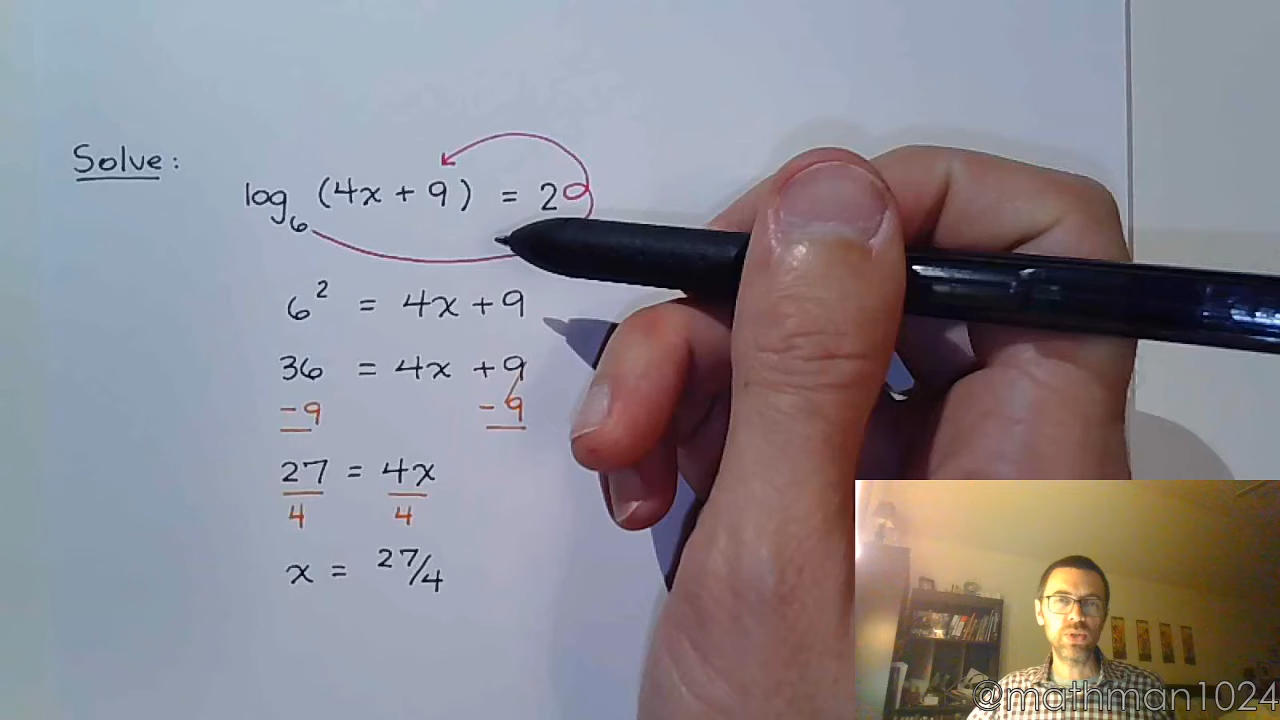 Solve:
log₆ (4x + 9) = 2
6² = 4x + 9
36 = 4x + 9
-9 -9
27 = 4x
4 4
x = 27/4
@mathman1024